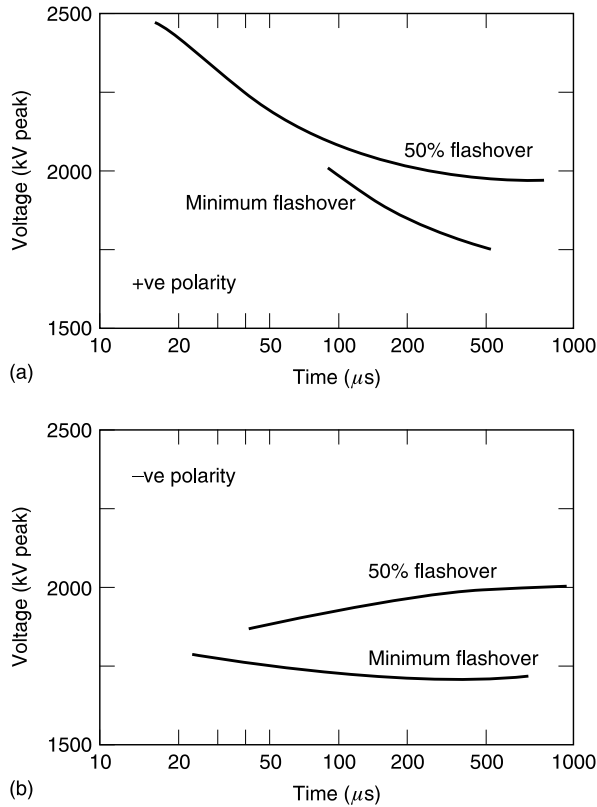 2500
2000
1500
Voltage (kV peak)
50% flashover
Minimum flashover
+ve polarity
10 20 50 100 200 500 1000
Time (μs)
(a)
2500
2000
1500
Voltage (kV peak)
–ve polarity
50% flashover
Minimum flashover
10 20 50 100 200 500 1000
Time (μs)
(b)